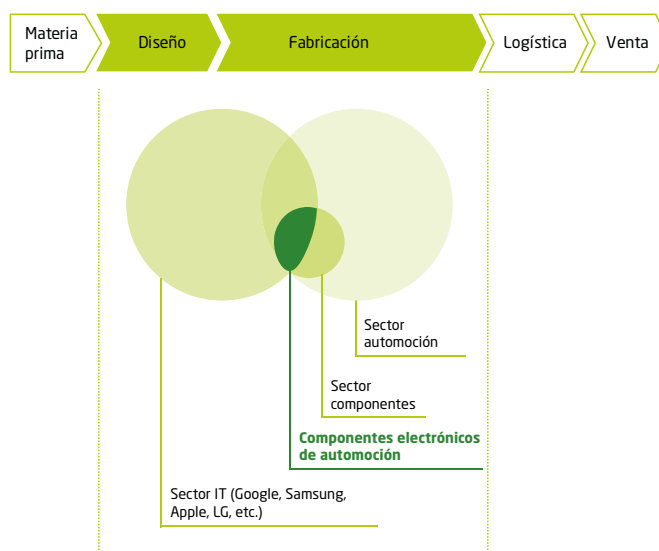 Materia
prima
Diseño
Fabricación
Logística
Venta
Sector
automoción
Sector
componentes
Componentes electrónicos
de automoción
Sector IT (Google, Samsung,
Apple, LG, etc.)